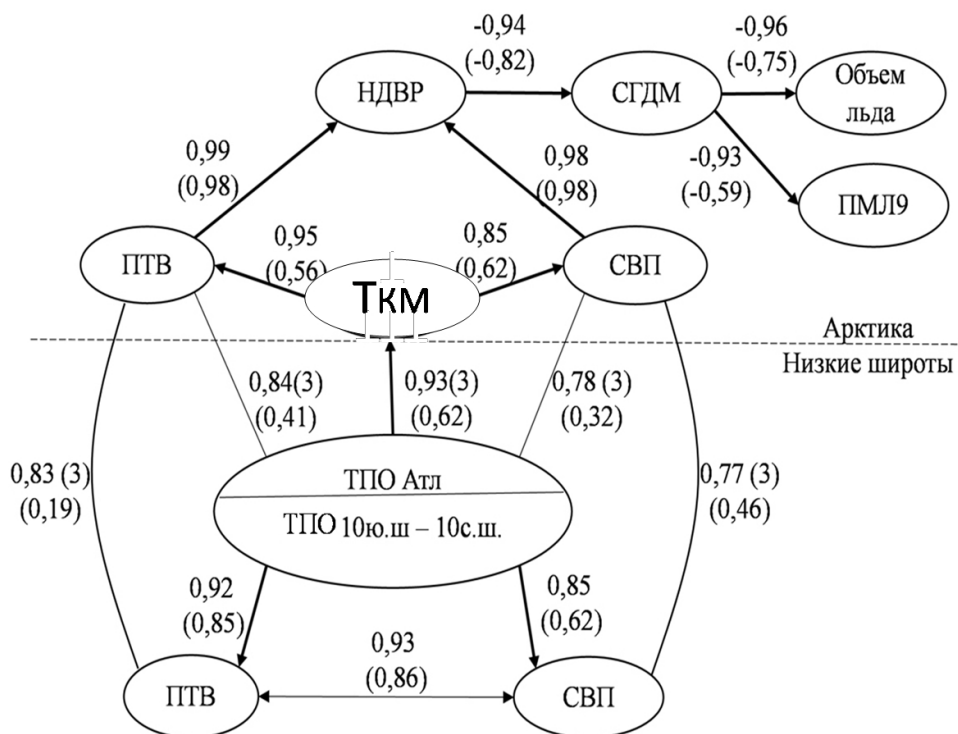 -0,94
(-0,82)
-0,96
(-0,75)
НДВР
СГДМ
Объем
льда
0,99
(0,98)
0,98
(0,98)
-0,93
(-0,59)
ПМЛ9
0,95
(0,56)
0,85
(0,62)
ПТВ
Ткм
СВП
Арктика
Низкие широты
0,84(3)
(0,41)
0,93(3)
(0,62)
0,78 (3)
(0,32)
0,83 (3)
(0,19)
0,77 (3)
(0,46)
ТПО Атл
ТПО 10ю.ш – 10с.ш.
0,92
(0,85)
0,85
(0,62)
0,93
(0,86)
ПТВ
СВП